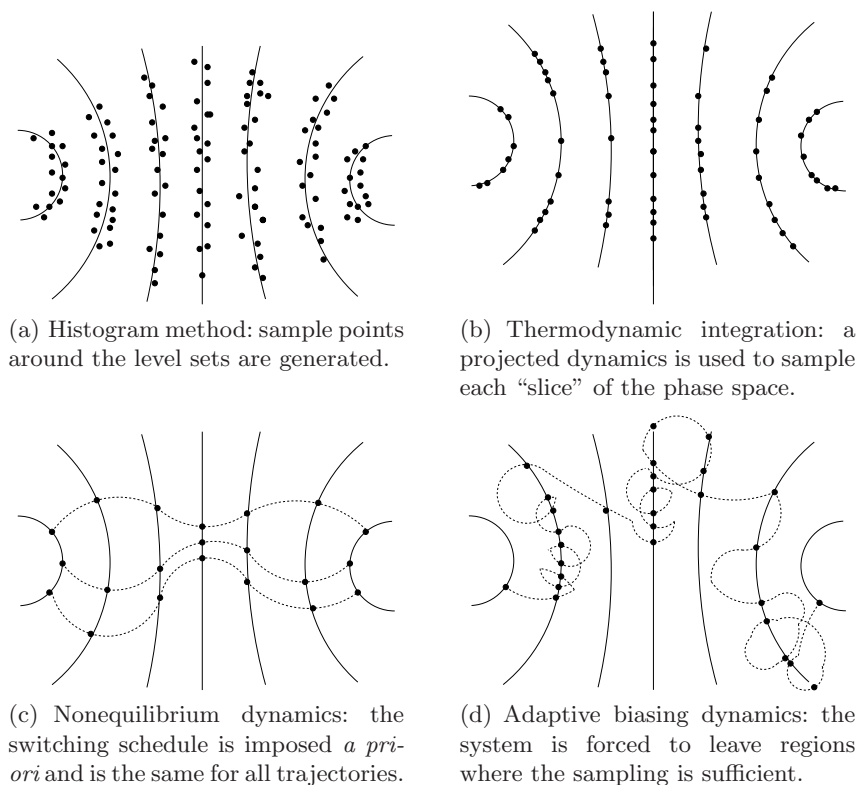 (a) Histogram method: sample points
around the level sets are generated.
(b) Thermodynamic integration: a
projected dynamics is used to sample
each “slice” of the phase space.
(c) Nonequilibrium dynamics: the
switching schedule is imposed a pri-
ori and is the same for all trajectories.
(d) Adaptive biasing dynamics: the
system is forced to leave regions
where the sampling is sufficient.